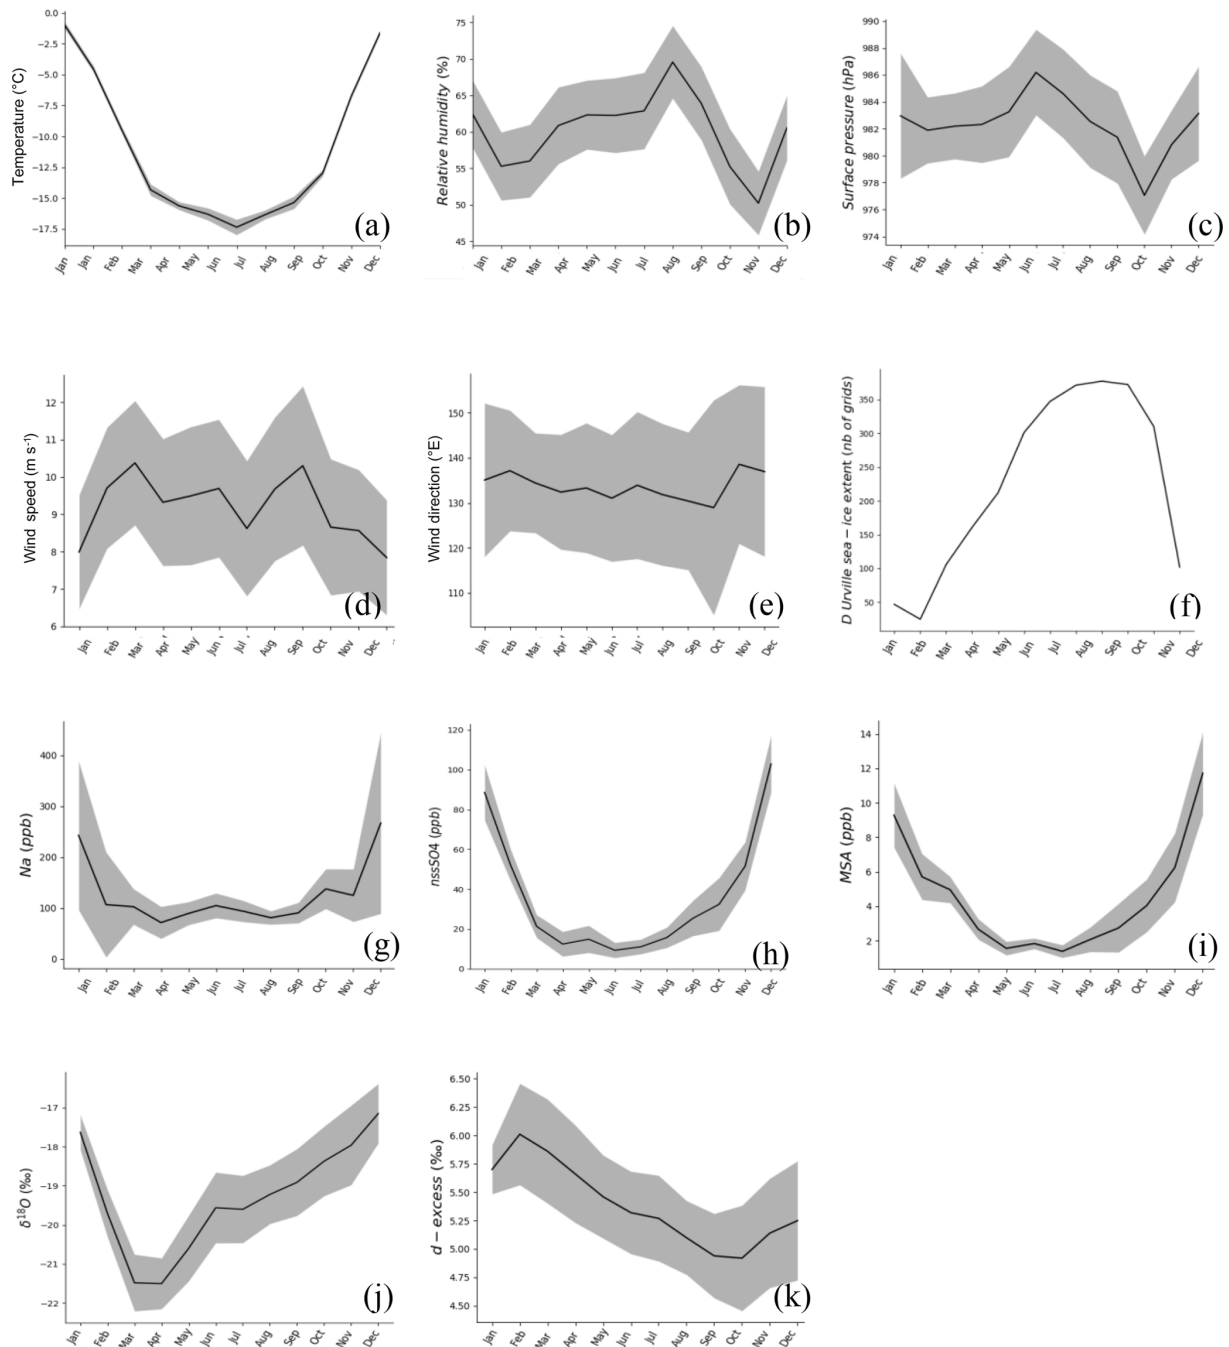 Temperature (°C)
0.0
−2.5
−5.0
−7.5
−10.0
−12.5
−15.0
−17.5
Jan Jan Feb Mar Apr May Jun Jul Aug Sep Oct Nov Dec
(a)
Relative humidity (%)
75
70
65
60
55
50
45
Jan Feb Mar Apr May Jun Jul Aug Sep Oct Nov Dec
(b)
Surface pressure (hPa)
990
988
986
984
982
980
978
976
974
Jan Feb Mar Apr May Jun Jul Aug Sep Oct Nov Dec
(c)
Wind speed (m s⁻¹)
12
11
10
9
8
7
6
Jan Feb Mar Apr May Jun Jul Aug Sep Oct Nov Dec
(d)
Wind direction (°E)
150
140
130
120
110
Jan Feb Mar Apr May Jun Jul Aug Sep Oct Nov Dec
(e)
D Urville sea − ice extent (nb of grids)
350
300
250
200
150
100
50
Jan Feb Mar Apr May Jun Jul Aug Sep Oct Nov Dec
(f)
Na (ppb)
400
300
200
100
0
Jan Feb Mar Apr May Jun Jul Aug Sep Oct Nov Dec
(g)
nssSO4 (ppb)
120
100
80
60
40
20
0
Jan Feb Mar Apr May Jun Jul Aug Sep Oct Nov Dec
(h)
MSA (ppb)
14
12
10
8
6
4
2
Jan Feb Mar Apr May Jun Jul Aug Sep Oct Nov Dec
(i)
δ¹⁸O (‰)
−17
−18
−19
−20
−21
−22
Jan Feb Mar Apr May Jun Jul Aug Sep Oct Nov Dec
(j)
d − excess (‰)
6.50
6.25
6.00
5.75
5.50
5.25
5.00
4.75
4.50
Jan Feb Mar Apr May Jun Jul Aug Sep Oct Nov Dec
(k)